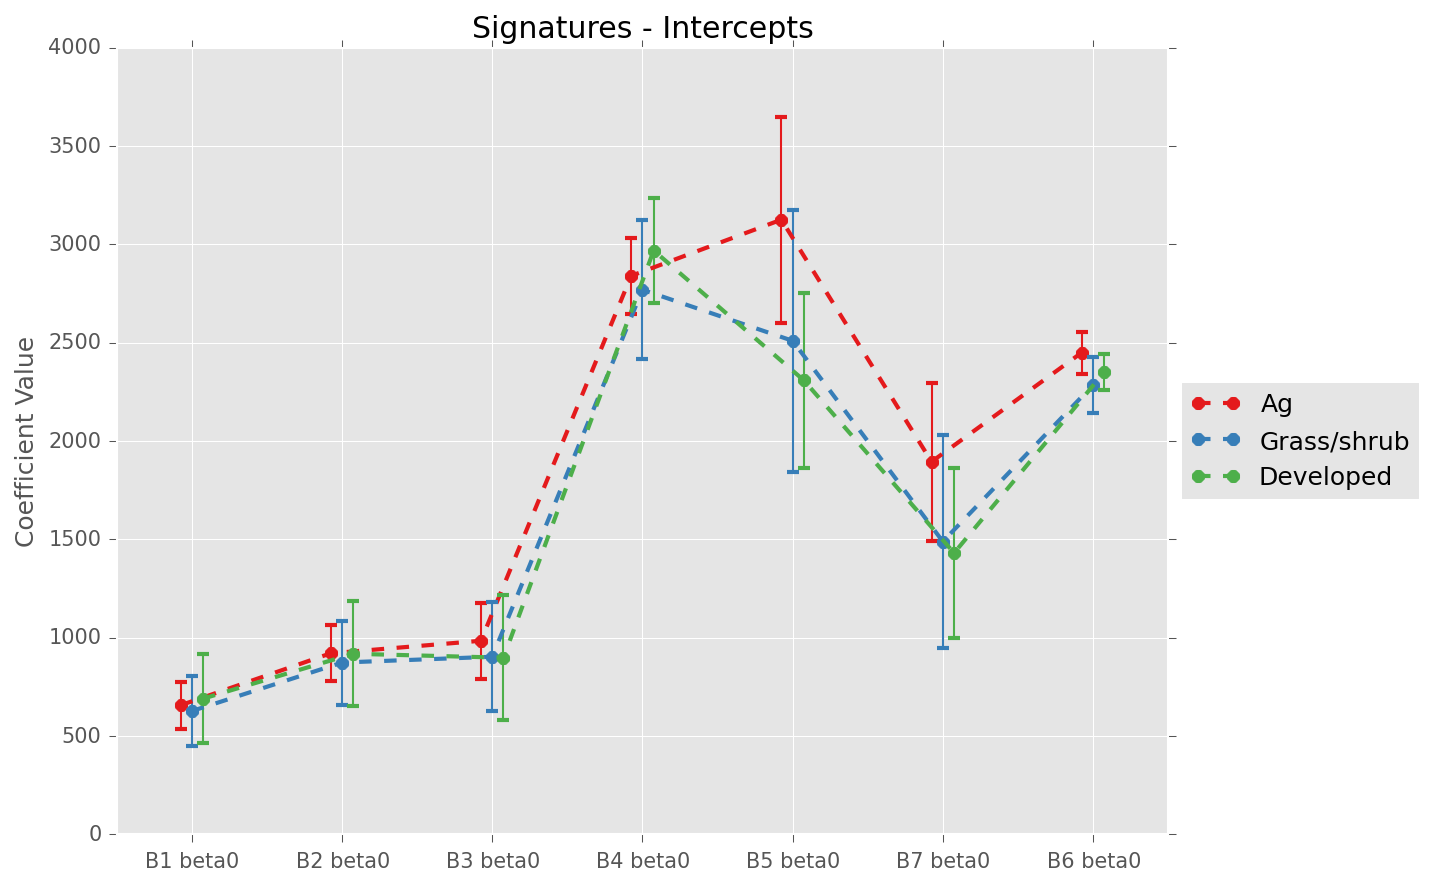 Signatures - Intercepts
4000
3500
3000
2500
2000
1500
1000
500
0
Coefficient Value
B1 beta0 B2 beta0 B3 beta0 B4 beta0 B5 beta0 B7 beta0 B6 beta0
Ag
Grass/shrub
Developed